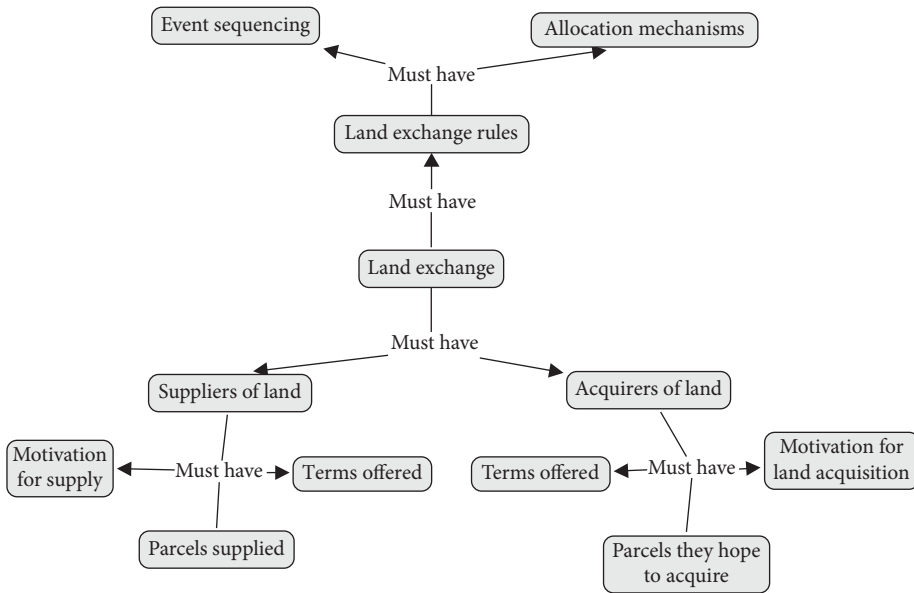 Event sequencing
Allocation mechanisms
Must have
Land exchange rules
Must have
Land exchange
Must have
Suppliers of land
Acquirers of land
Motivation
for supply
Must have
Terms offered
Terms offered
Must have
Motivation for
land acquisition
Parcels supplied
Parcels they hope
to acquire